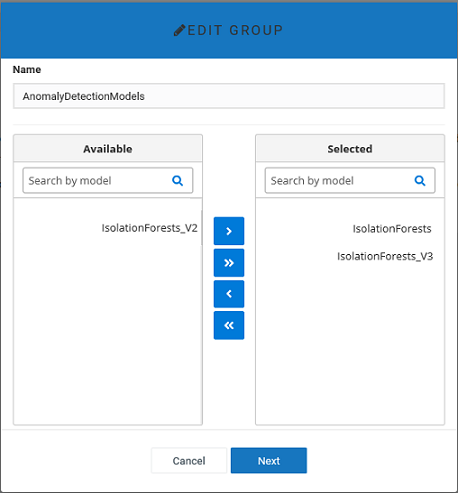 EDIT GROUP
Name
AnomalyDetectionModels
Available
Selected
Search by model
Search by model
IsolationForests_V2
IsolationForests
IsolationForests_V3
Cancel
Next